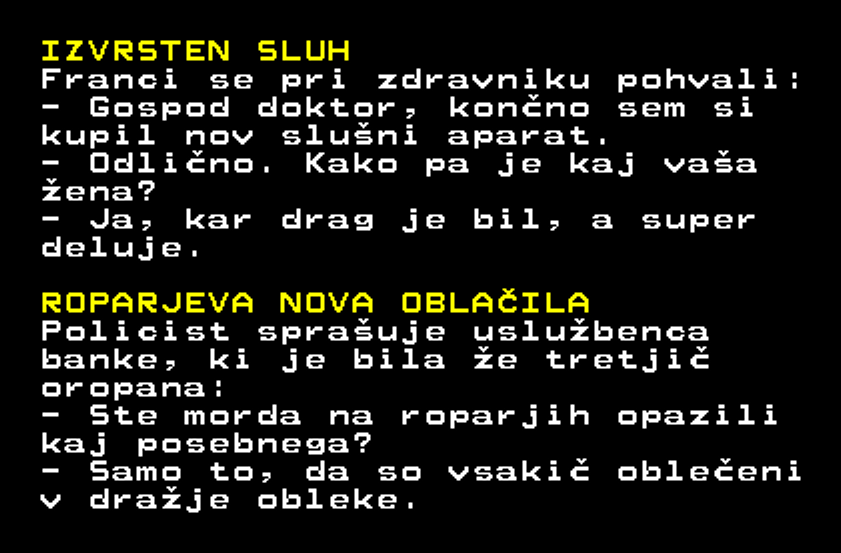 IZVRSTEN SLUH
Franci se pri zdravniku pohvali:
- Gospod doktor, končno sem si
kupil nov slušni aparat.
- Odlično. Kako pa je kaj vaša
žena?
- Ja, kar drag je bil, a super
deluje.
ROPARJEVA NOVA OBLAČILA
Policist sprašuje uslužbenca
banke, ki je bila že tretjič
oropana:
- Ste morda na roparjih opazili
kaj posebnega?
- Samo to, da so vsakič oblečeni
v dražje obleke.